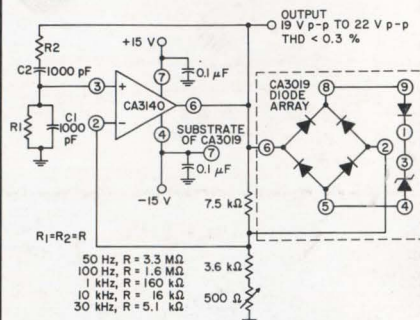 OUTPUT
19 V p-p TO 22 V p-p
THD < 0.3 %
+15 V
R2
C2
1000 pF
7
0.1 µF
3
CA3140
6
2
4
R1
C1
1000
pF
SUBSTRATE
OF CA3019
7
0.1 µF
-15 V
CA3019
DIODE
ARRAY
8
9
6
2
1
3
5
4
7.5 kΩ
R1=R2=R
3.6 kΩ
500 Ω
50 Hz, R = 3.3 MΩ
100 Hz, R = 1.6 MΩ
1 kHz, R = 160 kΩ
10 kHz, R = 16 kΩ
30 kHz, R = 5.1 kΩ